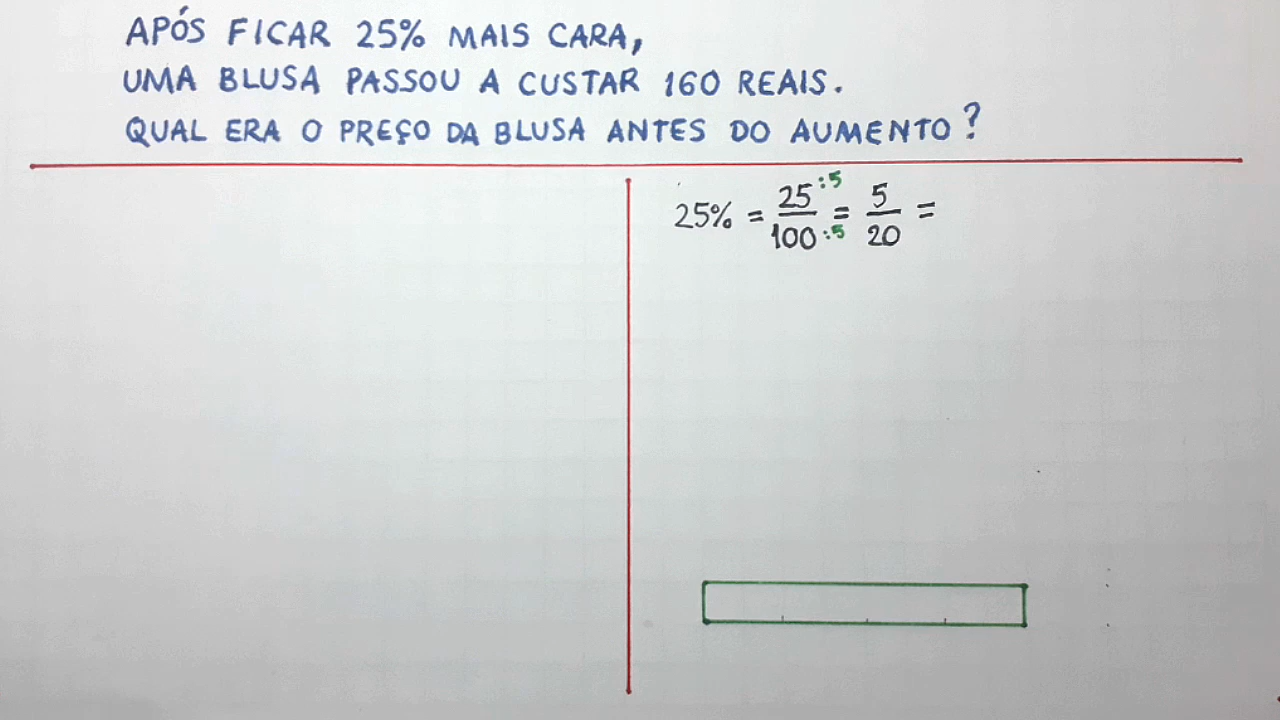 APÓS FICAR 25% MAIS CARA,
UMA BLUSA PASSOU A CUSTAR 160 REAIS.
QUAL ERA O PREÇO DA BLUSA ANTES DO AUMENTO?
25% = 25:5/100:5 = 5/20 =